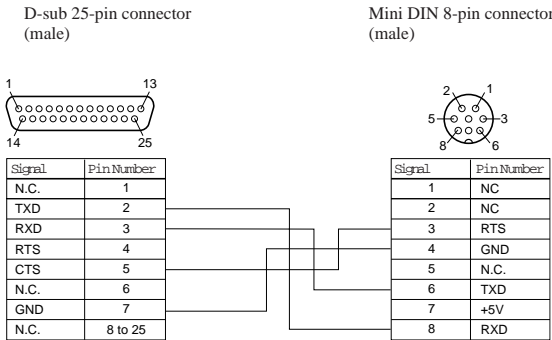 D-sub 25-pin connector
(male)
Mini DIN 8-pin connector
(male)
1 13
14 25
2 1
5 3
8 6
Signal Pin Number
N.C. 1
TXD 2
RXD 3
RTS 4
CTS 5
N.C. 6
GND 7
N.C. 8 to 25
Signal Pin Number
1 NC
2 NC
3 RTS
4 GND
5 N.C.
6 TXD
7 +5V
8 RXD